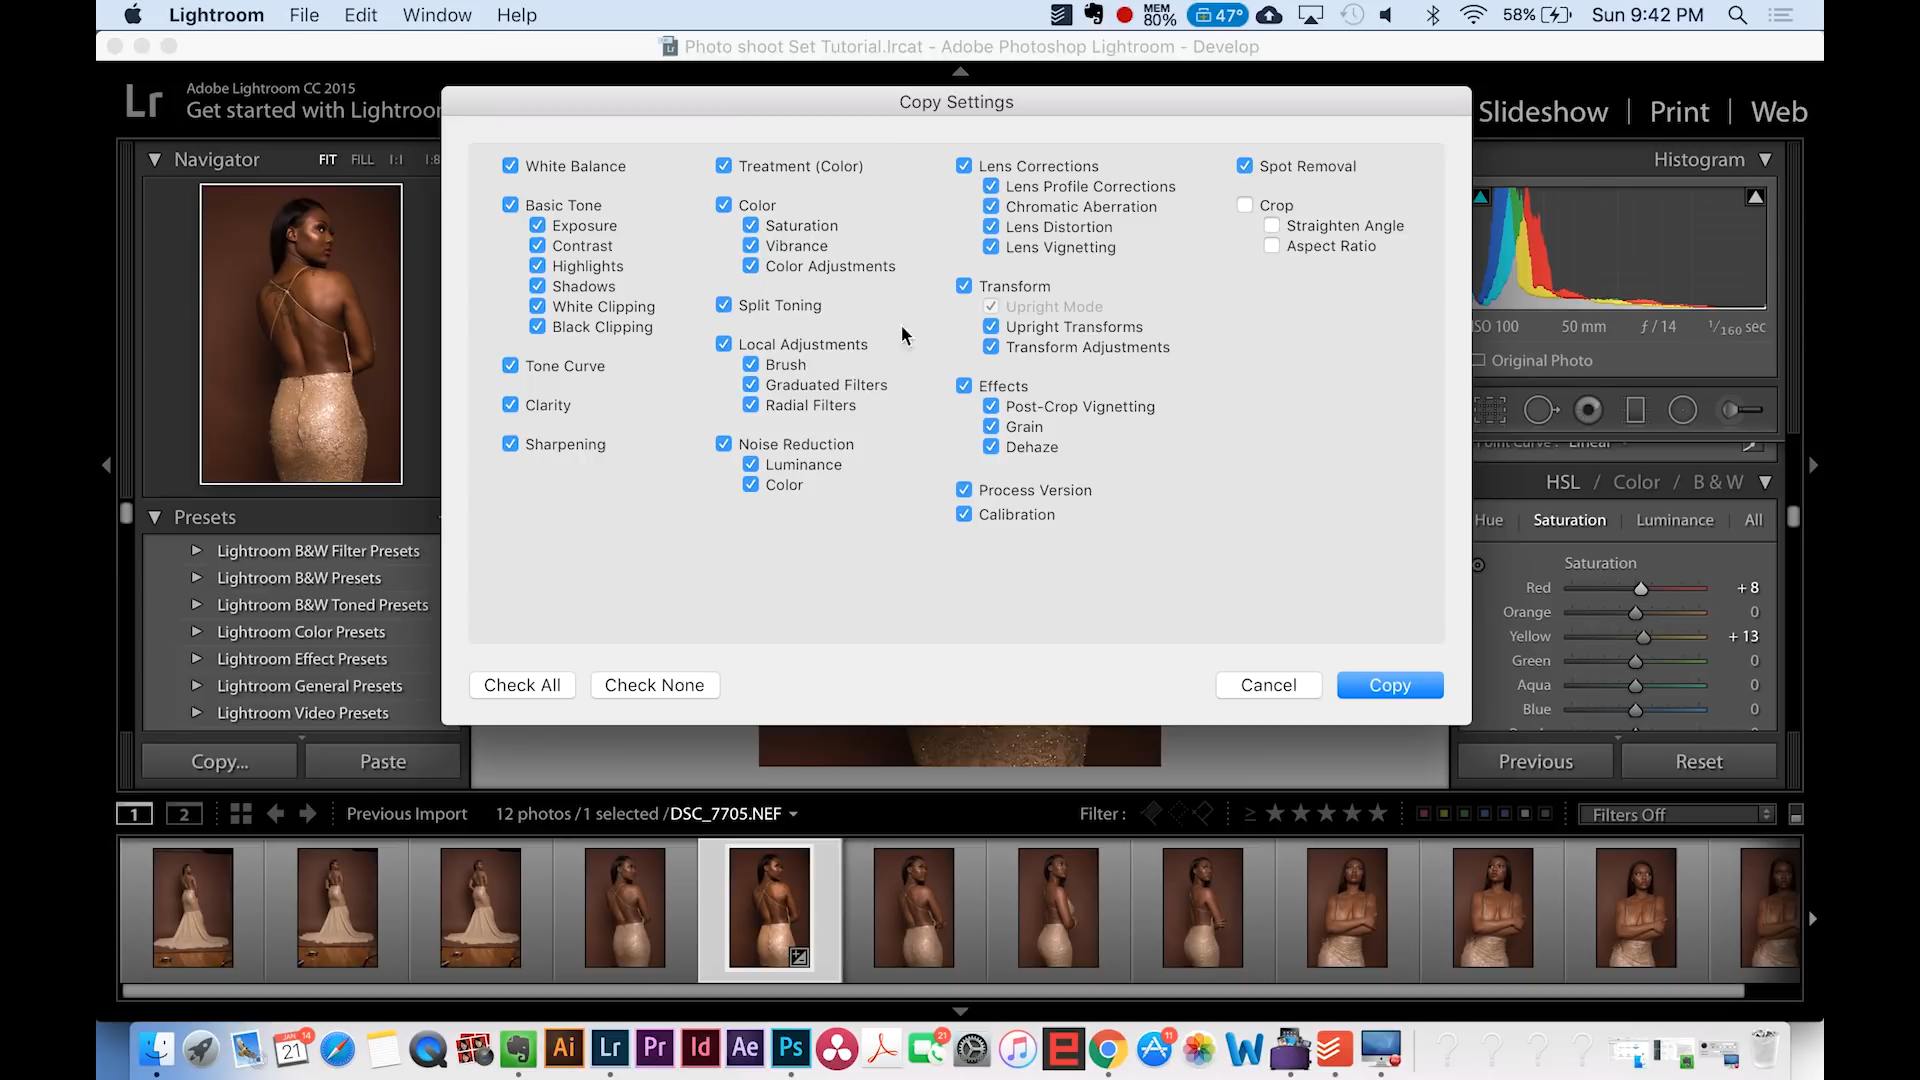 Lightroom File Edit Window Help MEM 80% 47° 58% Sun 9:42 PM
Photo shoot Set Tutorial.lrcat - Adobe Photoshop Lightroom - Develop
Lr Adobe Lightroom CC 2015
Get started with Lightroom
Slideshow | Print | Web
Copy Settings
Navigator FIT FILL 1:1 1:8
Histogram
White Balance
Basic Tone
Exposure
Contrast
Highlights
Shadows
White Clipping
Black Clipping
Tone Curve
Clarity
Sharpening
Treatment (Color)
Color
Saturation
Vibrance
Color Adjustments
Split Toning
Local Adjustments
Brush
Graduated Filters
Radial Filters
Noise Reduction
Luminance
Color
Lens Corrections
Lens Profile Corrections
Chromatic Aberration
Lens Distortion
Lens Vignetting
Transform
Upright Mode
Upright Transforms
Transform Adjustments
Effects
Post-Crop Vignetting
Grain
Dehaze
Process Version
Calibration
Spot Removal
Crop
Straighten Angle
Aspect Ratio
Check All Check None Cancel Copy
ISO 100 50 mm ƒ / 14 1/160 sec
Original Photo
Point Curve : Linear
HSL / Color / B & W
Hue Saturation Luminance All
Saturation
Red + 8
Orange 0
Yellow + 13
Green 0
Aqua 0
Blue 0
Previous Reset
Presets
Lightroom B&W Filter Presets
Lightroom B&W Presets
Lightroom B&W Toned Presets
Lightroom Color Presets
Lightroom Effect Presets
Lightroom General Presets
Lightroom Video Presets
Copy... Paste
1 2 Previous Import 12 photos / 1 selected / DSC_7705.NEF Filter : ≥ Filters Off
14 21 Ai Lr Pr Id Ae Ps 21 11